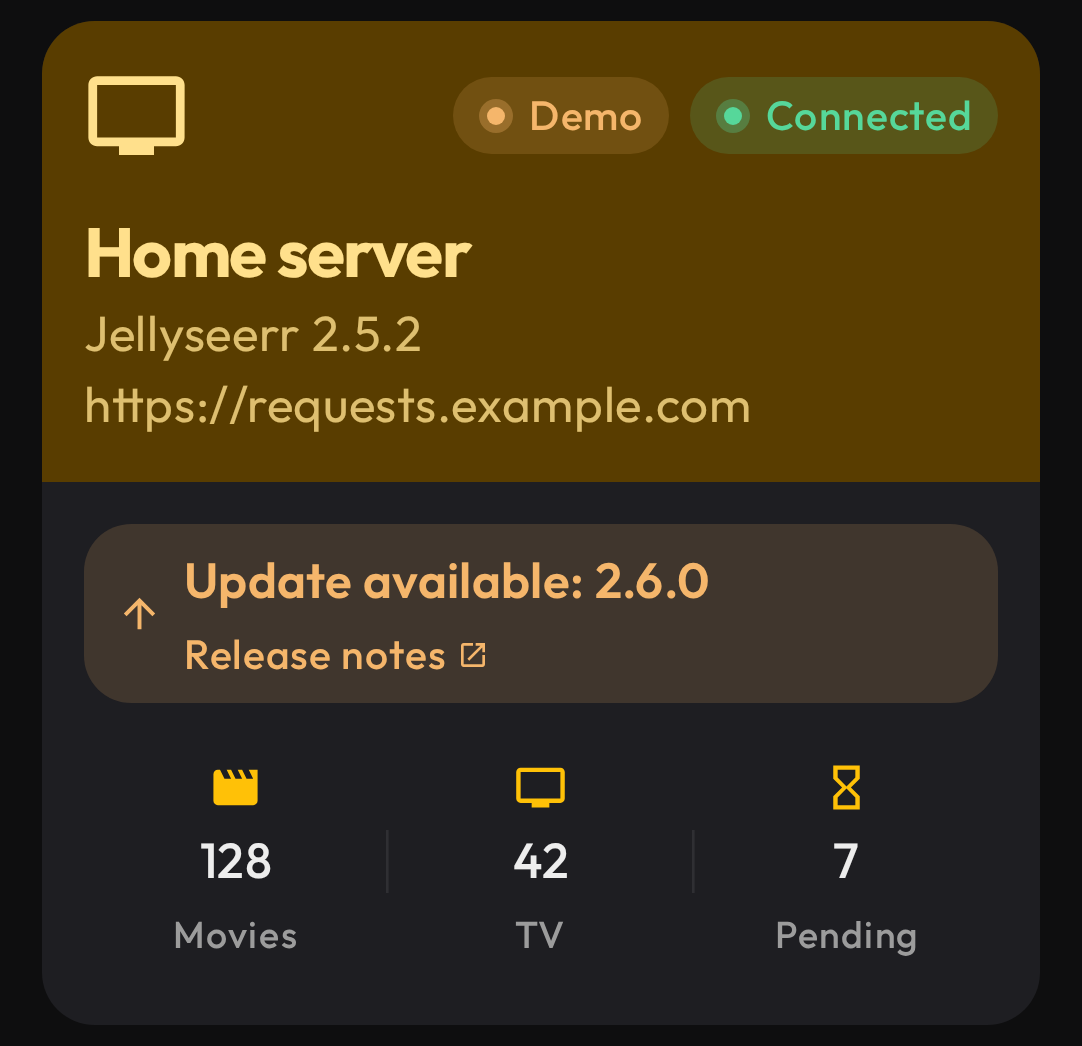 Demo
Connected
Home server
Jellyseerr 2.5.2
https://requests.example.com
Update available: 2.6.0
Release notes
128
42
7
Movies
TV
Pending